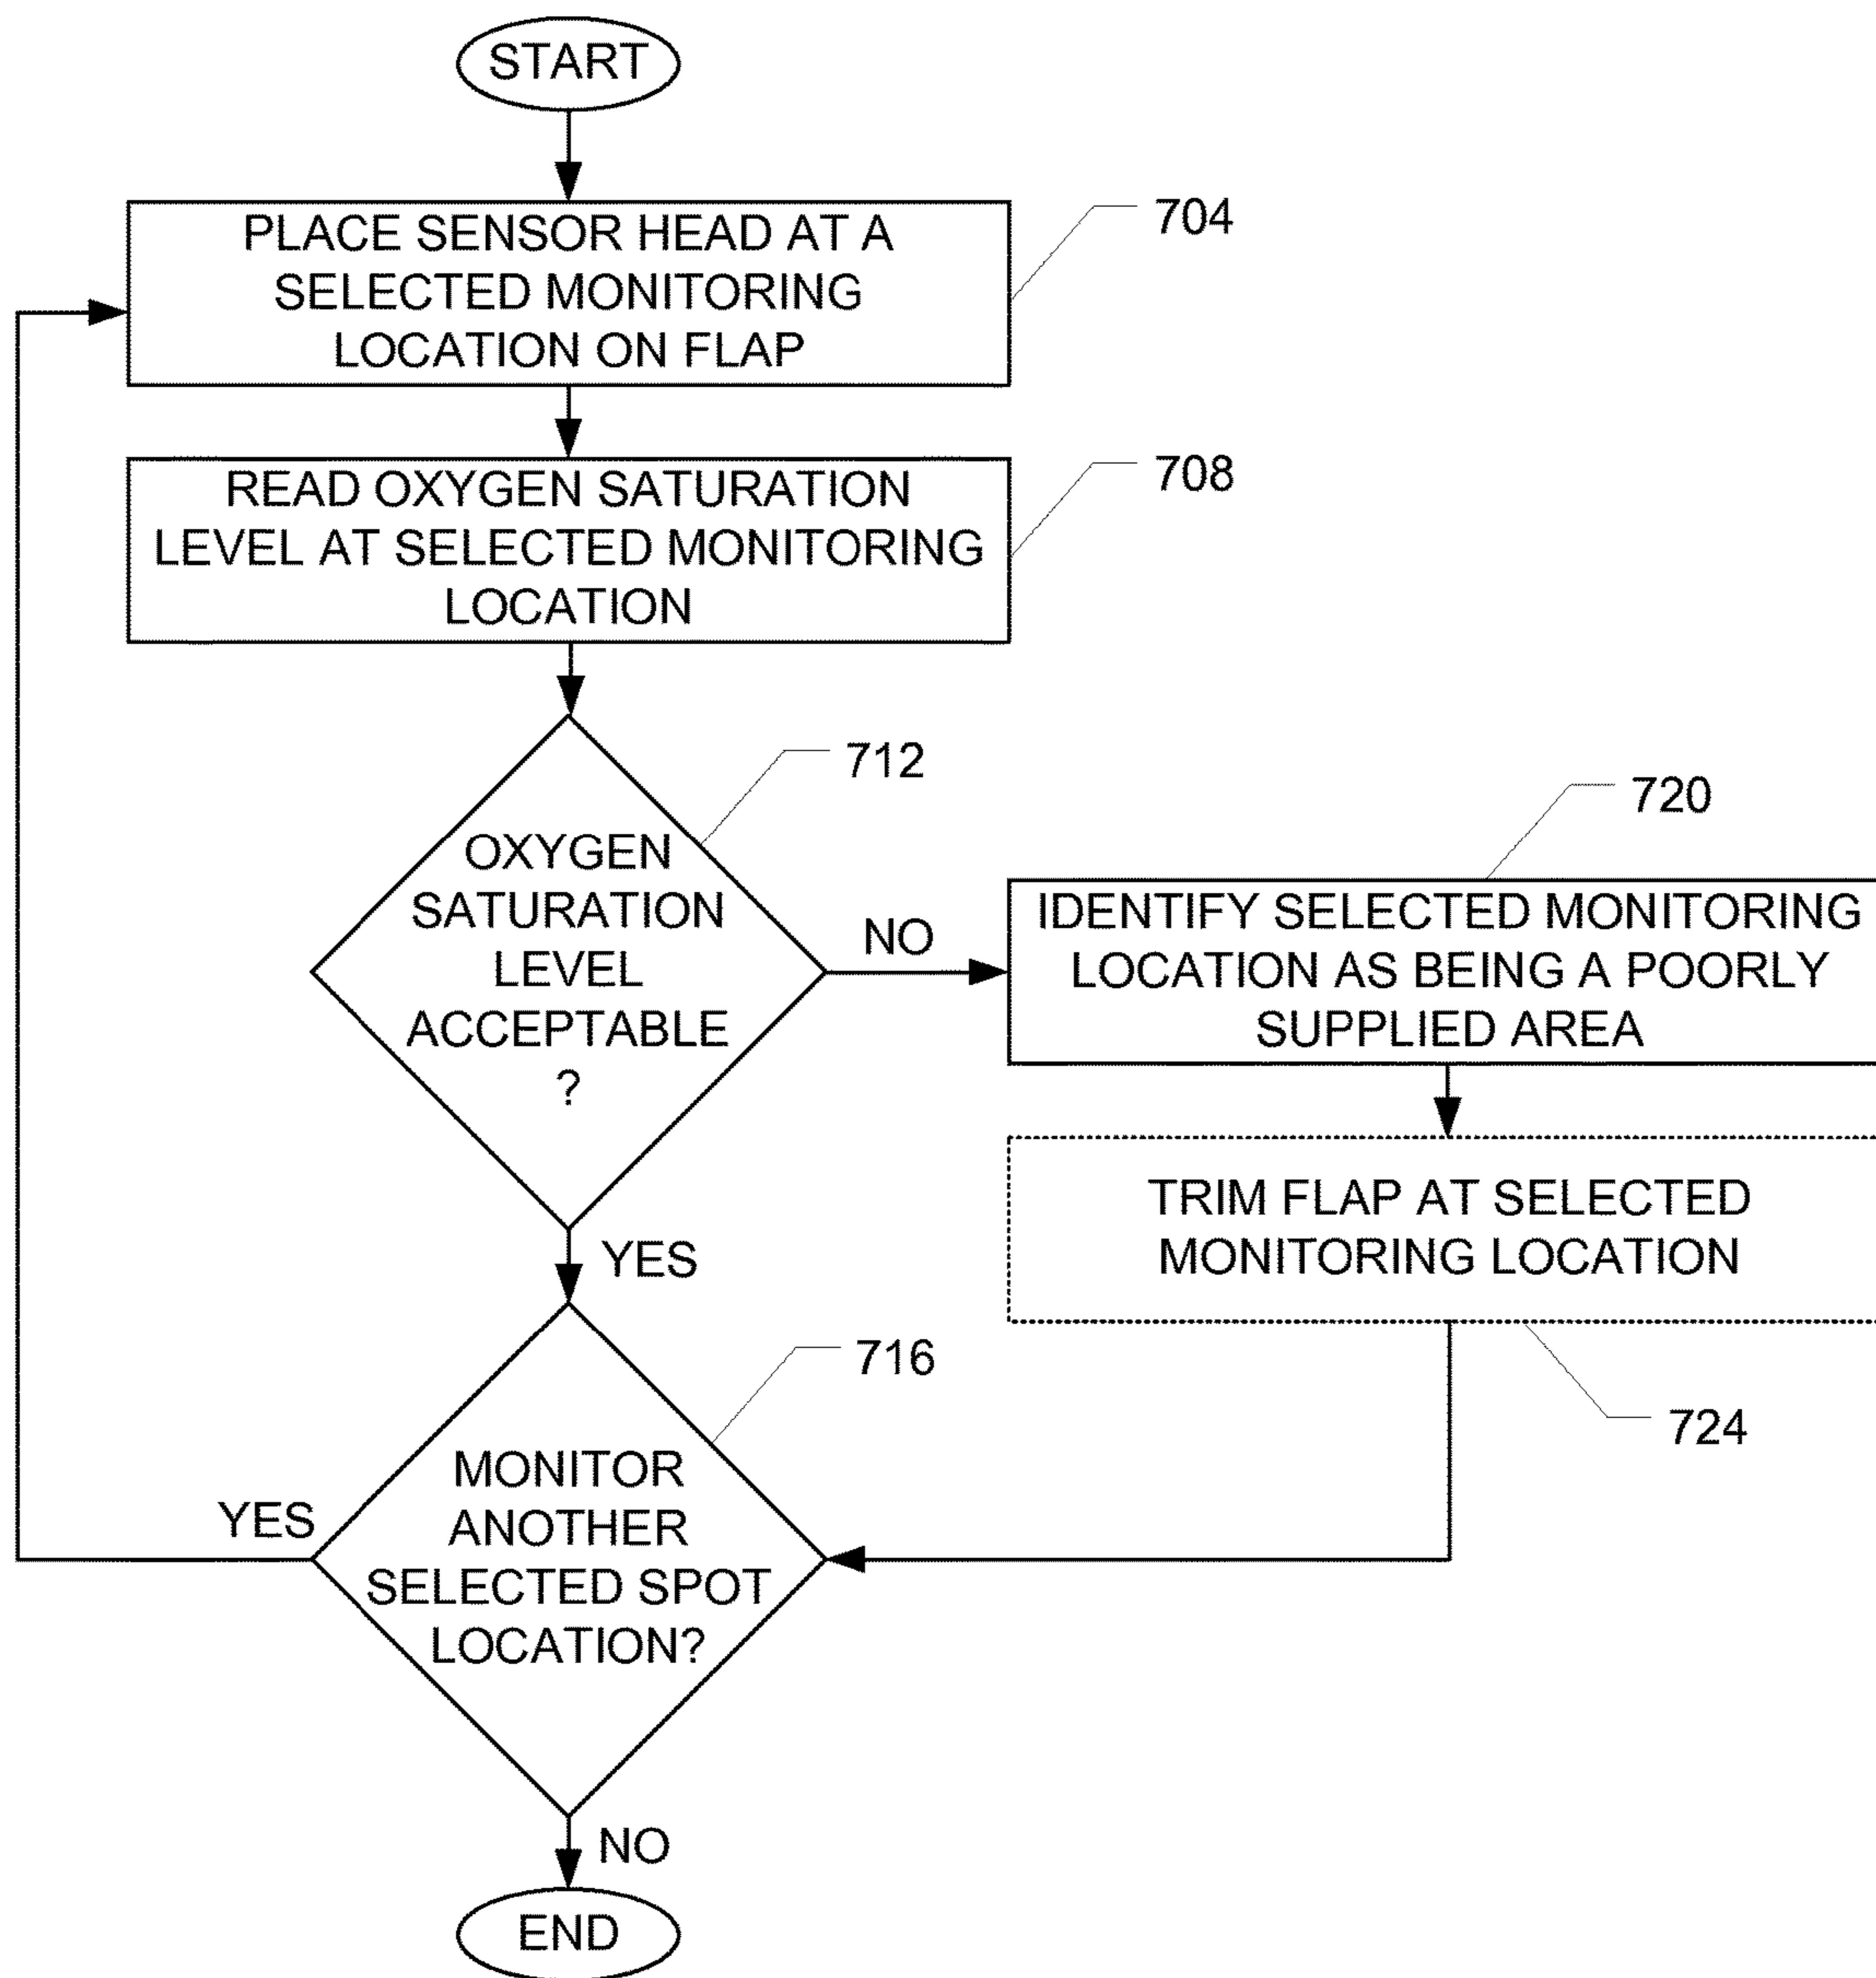 START
PLACE SENSOR HEAD AT A
SELECTED MONITORING
LOCATION ON FLAP
704
READ OXYGEN SATURATION
LEVEL AT SELECTED MONITORING
LOCATION
708
712
OXYGEN
SATURATION
LEVEL
ACCEPTABLE
?
NO
720
IDENTIFY SELECTED MONITORING
LOCATION AS BEING A POORLY
SUPPLIED AREA
TRIM FLAP AT SELECTED
MONITORING LOCATION
724
YES
716
MONITOR
ANOTHER
SELECTED SPOT
LOCATION?
YES
NO
END